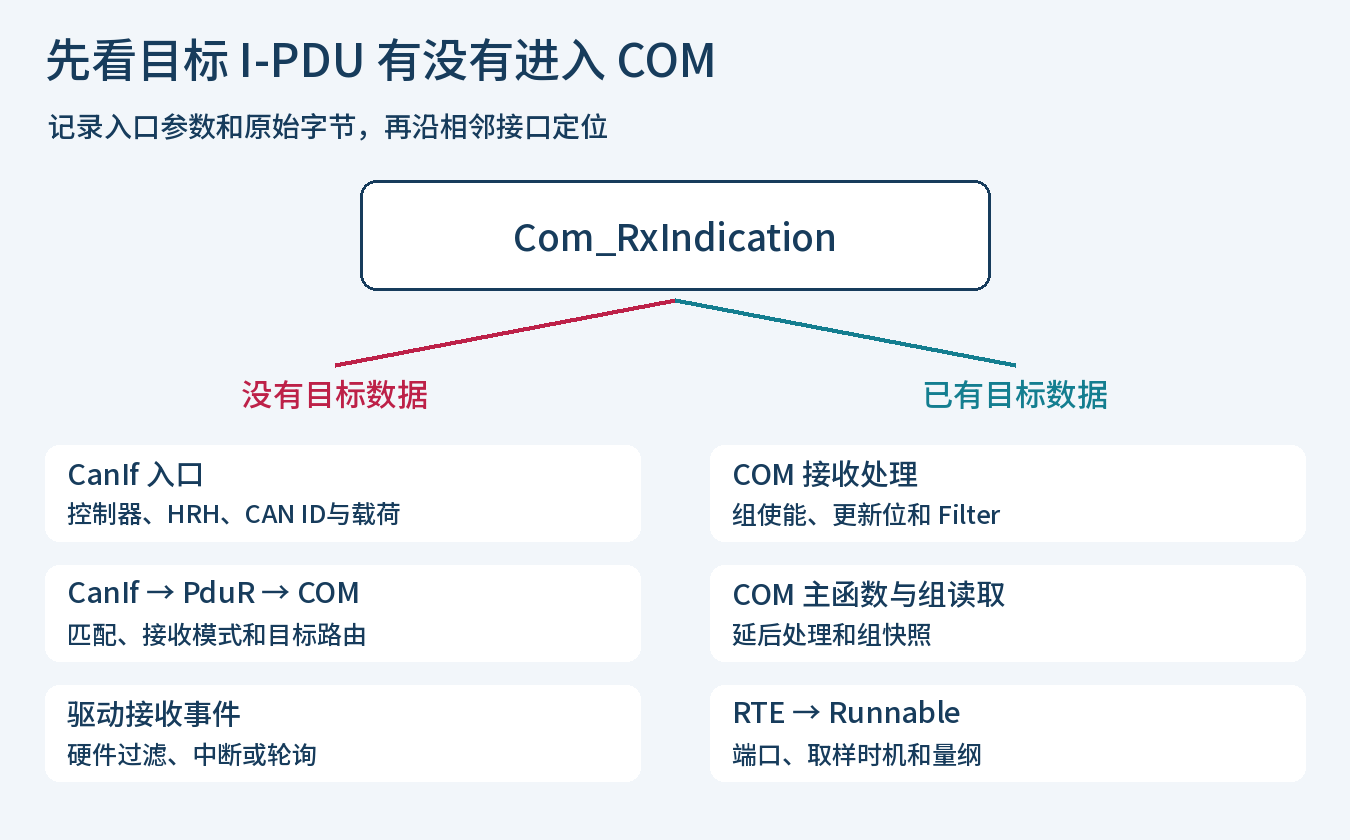 先看目标 I-PDU 有没有进入 COM
记录入口参数和原始字节，再沿相邻接口定位
Com_RxIndication
没有目标数据
已有目标数据
CanIf 入口
控制器、HRH、CAN ID与载荷
CanIf → PduR → COM
匹配、接收模式和目标路由
驱动接收事件
硬件过滤、中断或轮询
COM 接收处理
组使能、更新位和 Filter
COM 主函数与组读取
延后处理和组快照
RTE → Runnable
端口、取样时机和量纲